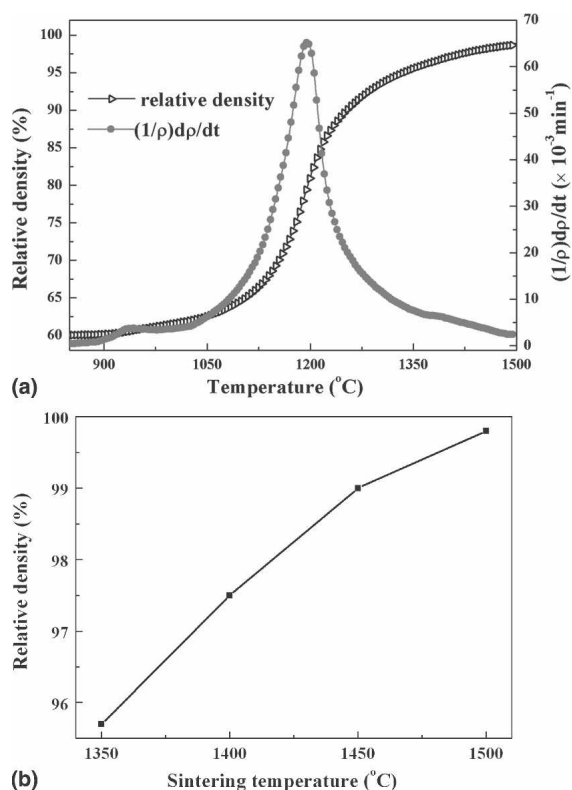 70
100
60
95
relative density
50
90
(1/ρ)dρ/dt
Relative density (%)
85
40
(1/ρ)dρ/dt (× 10⁻³ min⁻¹)
80
30
75
20
70
10
65
60
0
900 1050 1200 1350 1500
(a) Temperature (°C)
100
99
Relative density (%)
98
97
96
1350 1400 1450 1500
(b) Sintering temperature (°C)